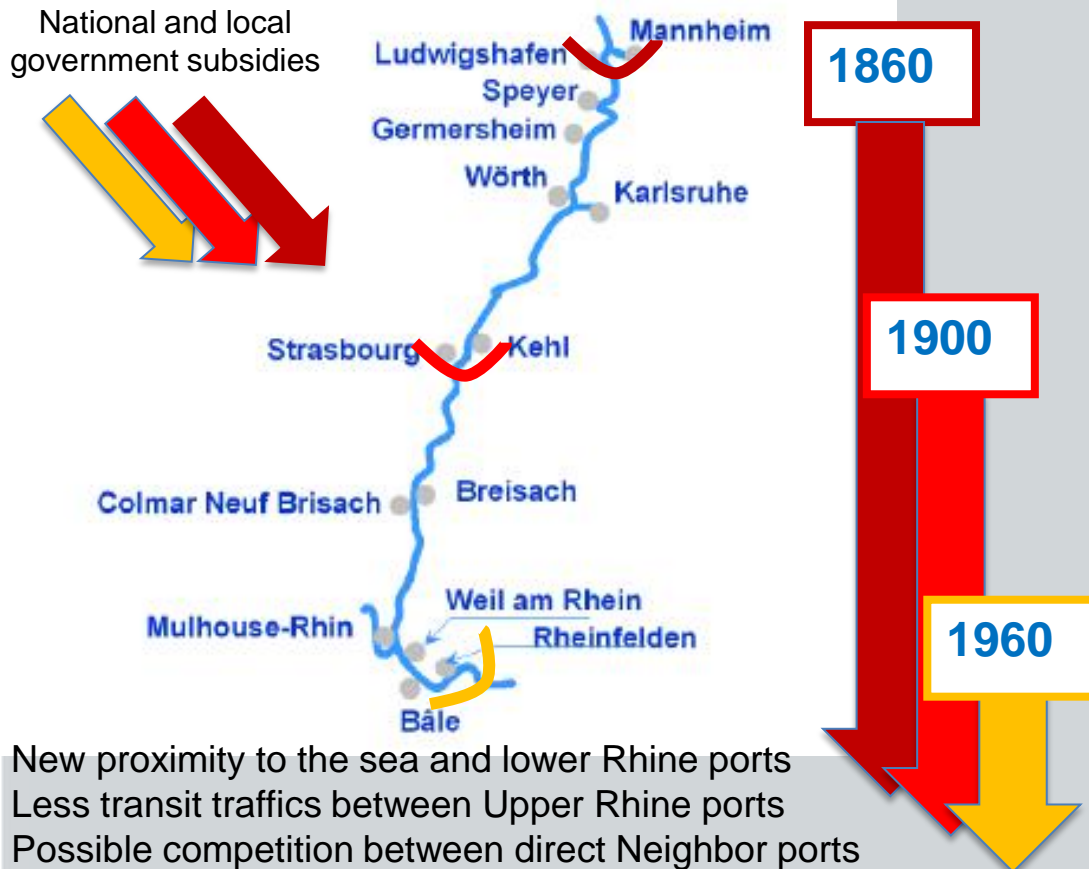 National and local
government subsidies
Mannheim
Ludwigshafen
1860
Speyer
Germersheim
Wörth
Karlsruhe
1900
Strasbourg
Kehl
Colmar Neuf Brisach
Breisach
Weil am Rhein
Mulhouse-Rhin
Rheinfelden
1960
Bâle
New proximity to the sea and lower Rhine ports
Less transit traffics between Upper Rhine ports
Possible competition between direct Neighbor ports